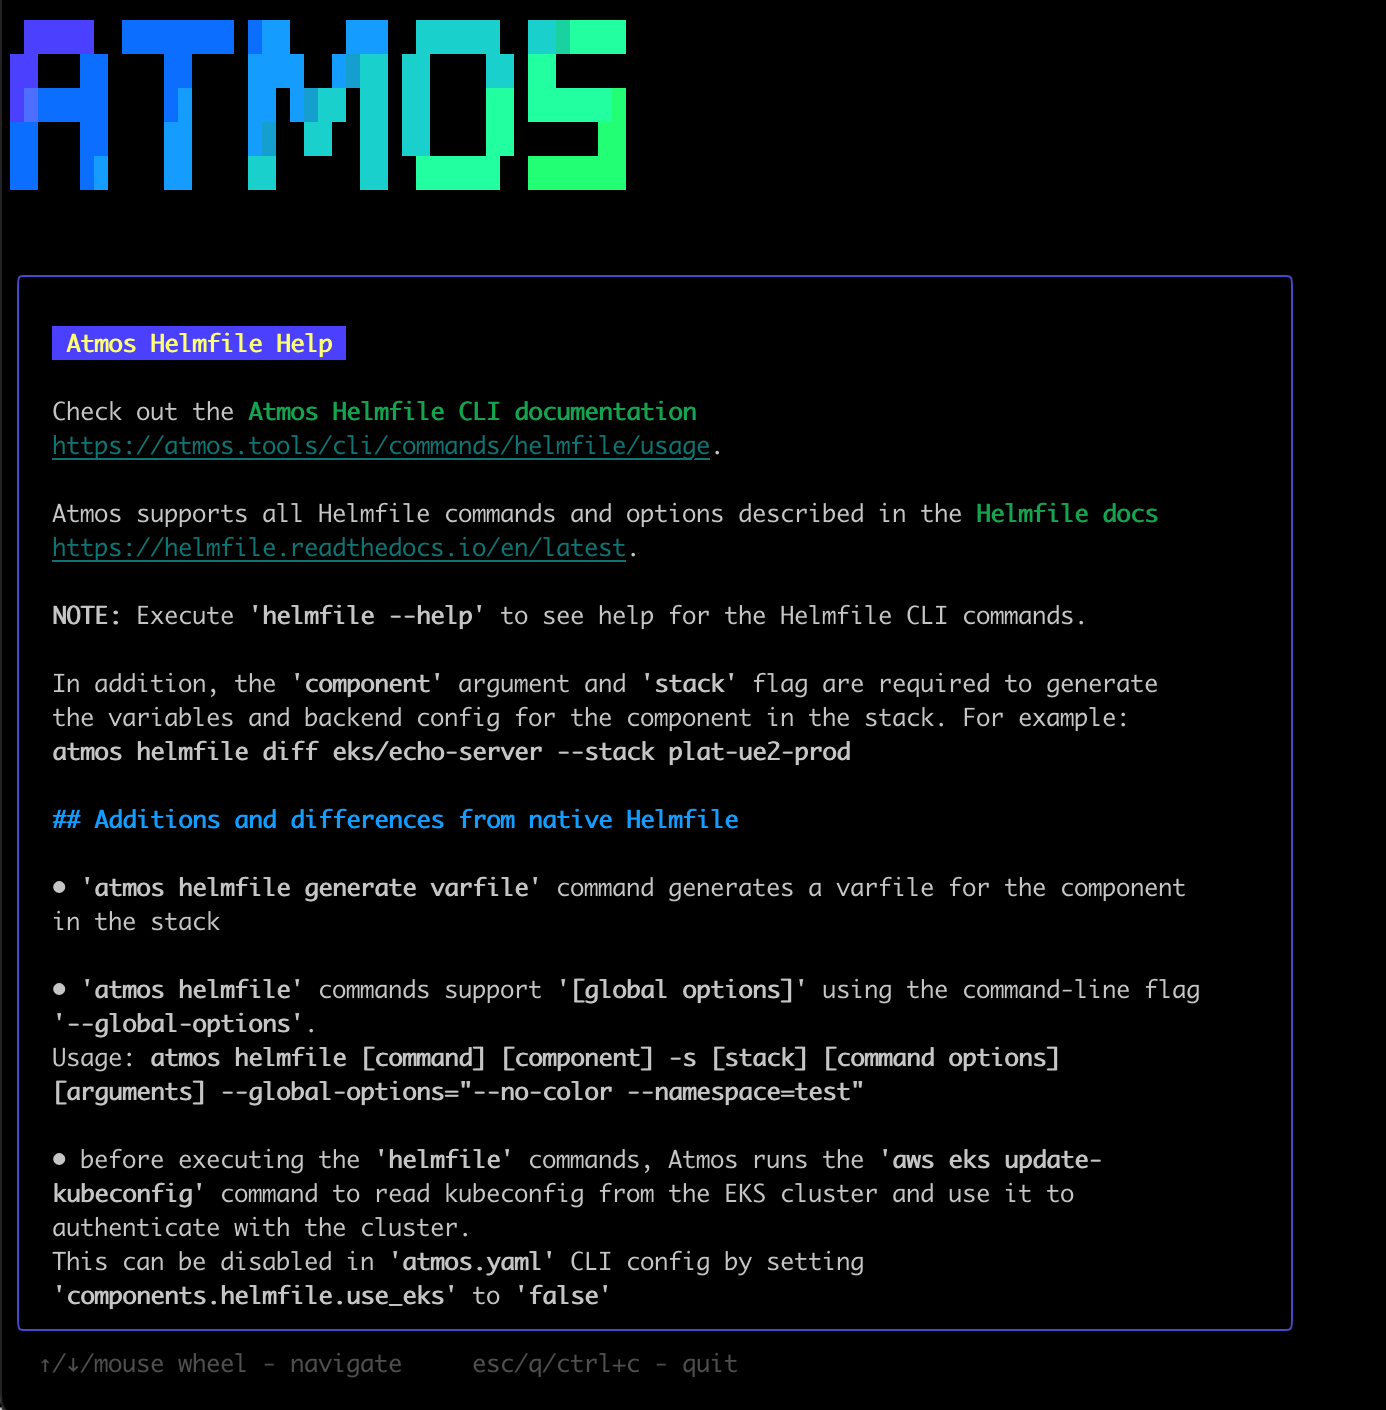 ATMOS
Atmos Helmfile Help
Check out the Atmos Helmfile CLI documentation
https://atmos.tools/cli/commands/helmfile/usage.
Atmos supports all Helmfile commands and options described in the Helmfile docs
https://helmfile.readthedocs.io/en/latest.
NOTE: Execute 'helmfile --help' to see help for the Helmfile CLI commands.
In addition, the 'component' argument and 'stack' flag are required to generate
the variables and backend config for the component in the stack. For example:
atmos helmfile diff eks/echo-server --stack plat-ue2-prod
## Additions and differences from native Helmfile
• 'atmos helmfile generate varfile' command generates a varfile for the component
in the stack
• 'atmos helmfile' commands support '[global options]' using the command-line flag
'--global-options'.
Usage: atmos helmfile [command] [component] -s [stack] [command options]
[arguments] --global-options="--no-color --namespace=test"
• before executing the 'helmfile' commands, Atmos runs the 'aws eks update-
kubeconfig' command to read kubeconfig from the EKS cluster and use it to
authenticate with the cluster.
This can be disabled in 'atmos.yaml' CLI config by setting
'components.helmfile.use_eks' to 'false'
↑/↓/mouse wheel - navigate     esc/q/ctrl+c - quit